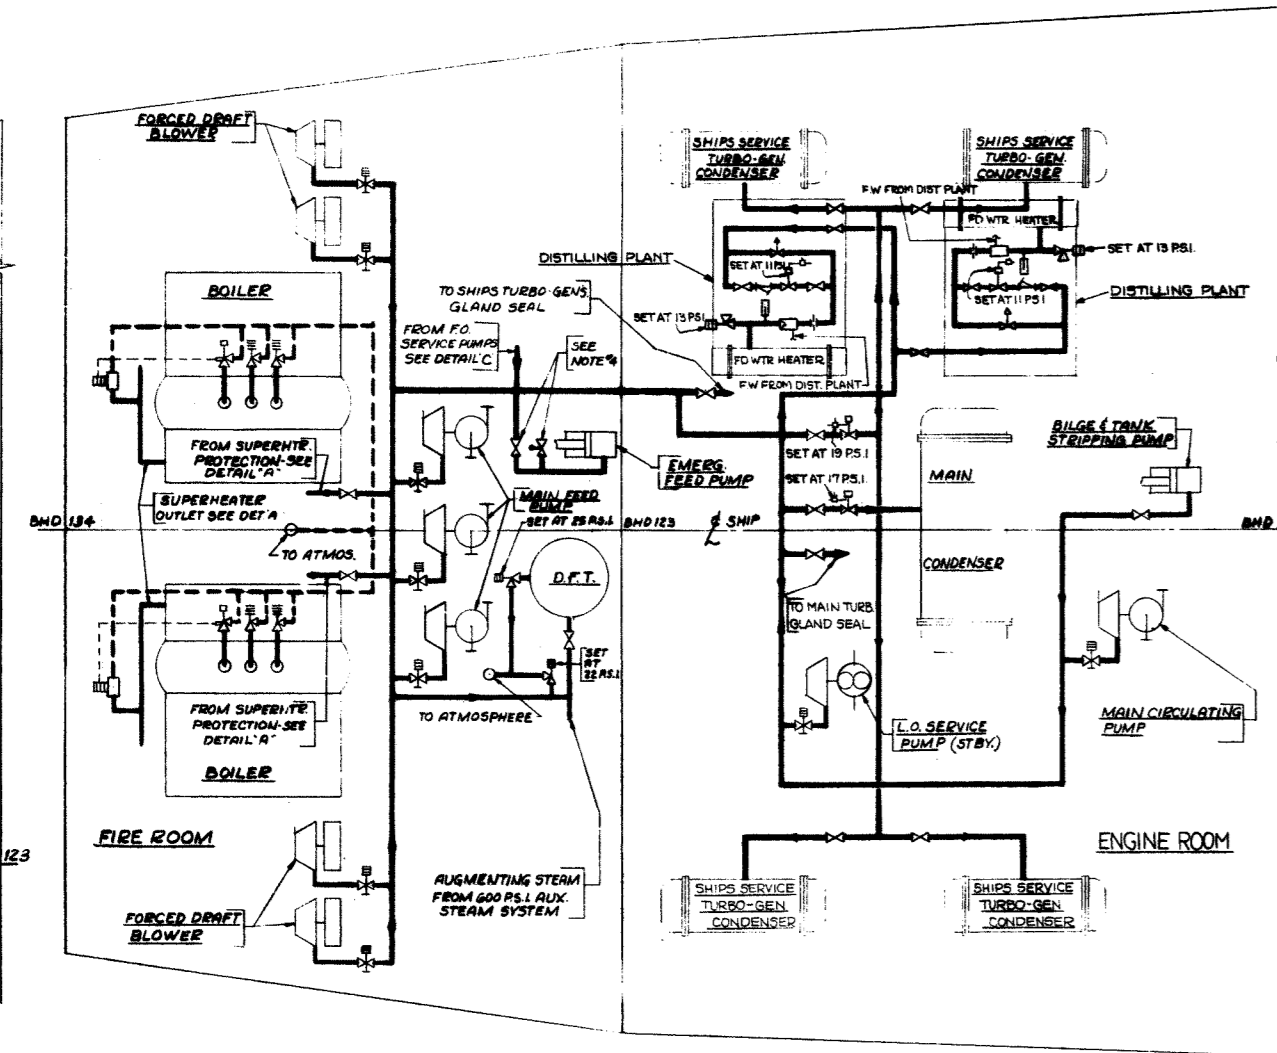 FORCED DRAFT
BLOWER
BOILER
FROM SUPERHTR.
PROTECTION-SEE
DETAIL "A"
SUPERHEATER
OUTLET SEE DET'A
BHD 134
TO ATMOS.
FROM SUPERHTR.
PROTECTION-SEE
DETAIL "A"
BOILER
FIRE ROOM
123
FORCED DRAFT
BLOWER
TO SHIPS TURBO-GENS.
GLAND SEAL
FROM F.O.
SERVICE PUMPS
SEE DETAIL'C'
SEE
NOTE #4
EMERG.
FEED PUMP
MAIN FEED
PUMP
SET AT 25 P.S.I.
BHD 123
D.F.T.
SET
AT
22 P.S.I.
TO ATMOSPHERE
AUGMENTING STEAM
FROM 600 P.S.I. AUX.
STEAM SYSTEM
SHIPS SERVICE
TURBO-GEN.
CONDENSER
SHIPS SERVICE
TURBO-GEN.
CONDENSER
F.W FROM DIST PLANT
FD WTR HEATER
SET AT 13 P.S.I.
DISTILLING PLANT
SET AT 11 P.S.I
SET AT 11 P.S.I
DISTILLING PLANT
SET AT 13 P.S.I
FD WTR HEATER
F.W FROM DIST. PLANT
SET AT 19 P.S.I
SET AT 17 P.S.I.
MAIN
CONDENSER
BILGE & TANK
STRIPPING PUMP
℄ SHIP
BHD
TO MAIN TURB.
GLAND SEAL
L.O. SERVICE
PUMP (STBY.)
MAIN CIRCULATING
PUMP
ENGINE ROOM
SHIPS SERVICE
TURBO-GEN
CONDENSER
SHIPS SERVICE
TURBO-GEN
CONDENSER